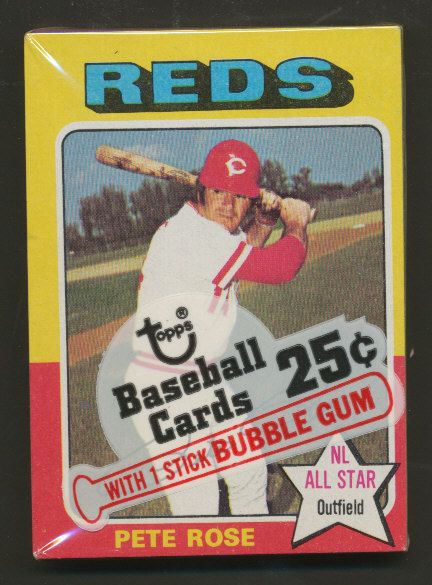 REDS
C
topps®
Baseball
Cards 25¢
WITH 1 STICK BUBBLE GUM
NL
ALL STAR
Outfield
PETE ROSE